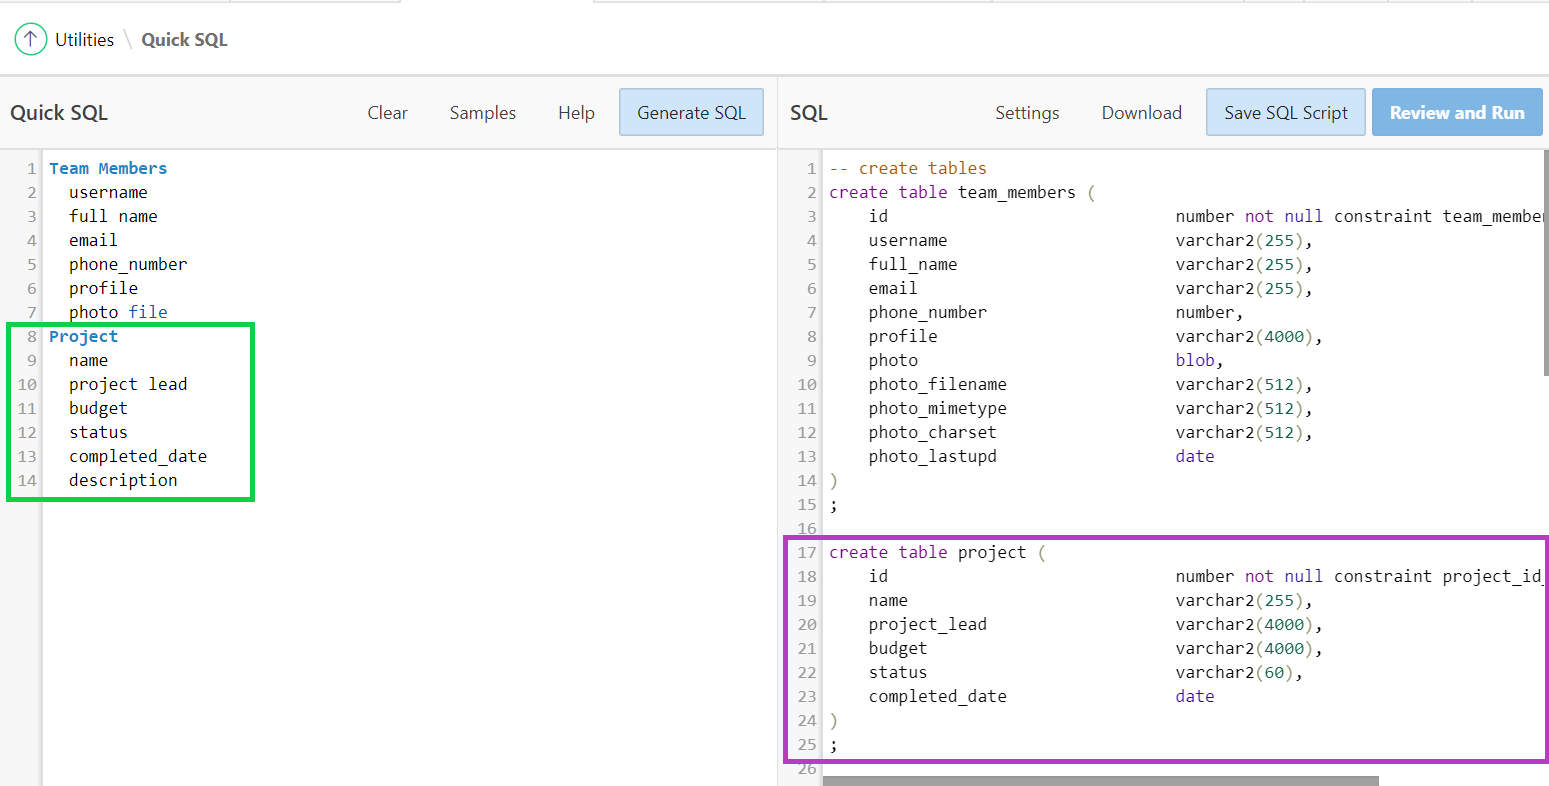 Utilities \ Quick SQL
Quick SQL Clear Samples Help Generate SQL
1 Team Members
2 username
3 full name
4 email
5 phone_number
6 profile
7 photo file
8 Project
9 name
10 project lead
11 budget
12 status
13 completed_date
14 description
SQL Settings Download Save SQL Script Review and Run
1 -- create tables
2 create table team_members (
3 id number not null constraint team_member
4 username varchar2(255),
5 full_name varchar2(255),
6 email varchar2(255),
7 phone_number number,
8 profile varchar2(4000),
9 photo blob,
10 photo_filename varchar2(512),
11 photo_mimetype varchar2(512),
12 photo_charset varchar2(512),
13 photo_lastupd date
14 )
15 ;
16
17 create table project (
18 id number not null constraint project_id_
19 name varchar2(255),
20 project_lead varchar2(4000),
21 budget varchar2(4000),
22 status varchar2(60),
23 completed_date date
24 )
25 ;
26